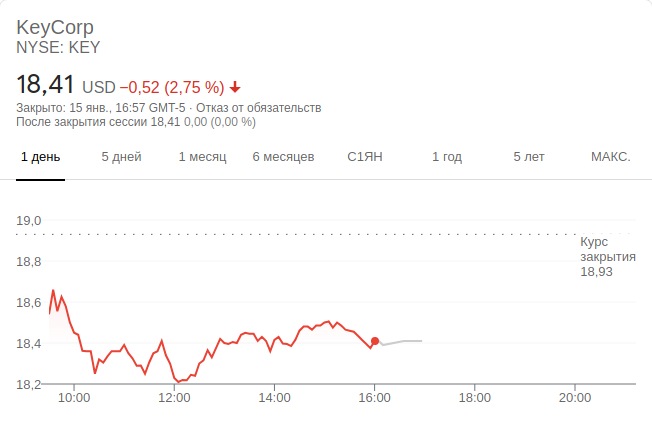 KeyCorp
NYSE: KEY
18,41 USD −0,52 (2,75 %)
Закрыто: 15 янв., 16:57 GMT-5 · Отказ от обязательств
После закрытия сессии 18,41 0,00 (0,00 %)
1 день 5 дней 1 месяц 6 месяцев С1ЯН 1 год 5 лет МАКС.
19,0
Курс
закрытия
18,93
18,8
18,6
18,4
18,2
10:00 12:00 14:00 16:00 18:00 20:00